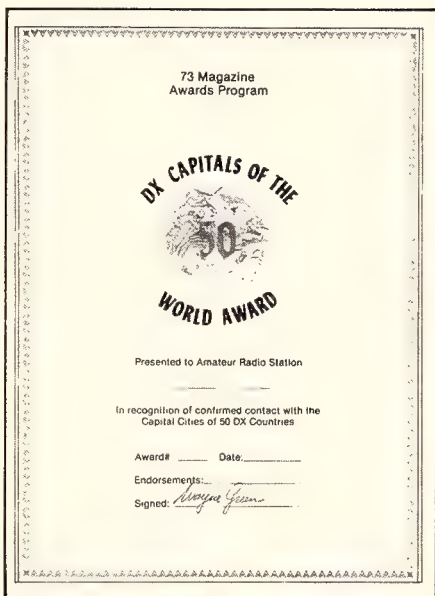 73 Magazine
Awards Program
DX CAPITALS OF THE
50
WORLD AWARD
Presented to Amateur Radio Station
In recognition of confirmed contact with the
Capital Cities of 50 DX Countries
Award# Date:
Endorsements:
Signed: Wayne Green